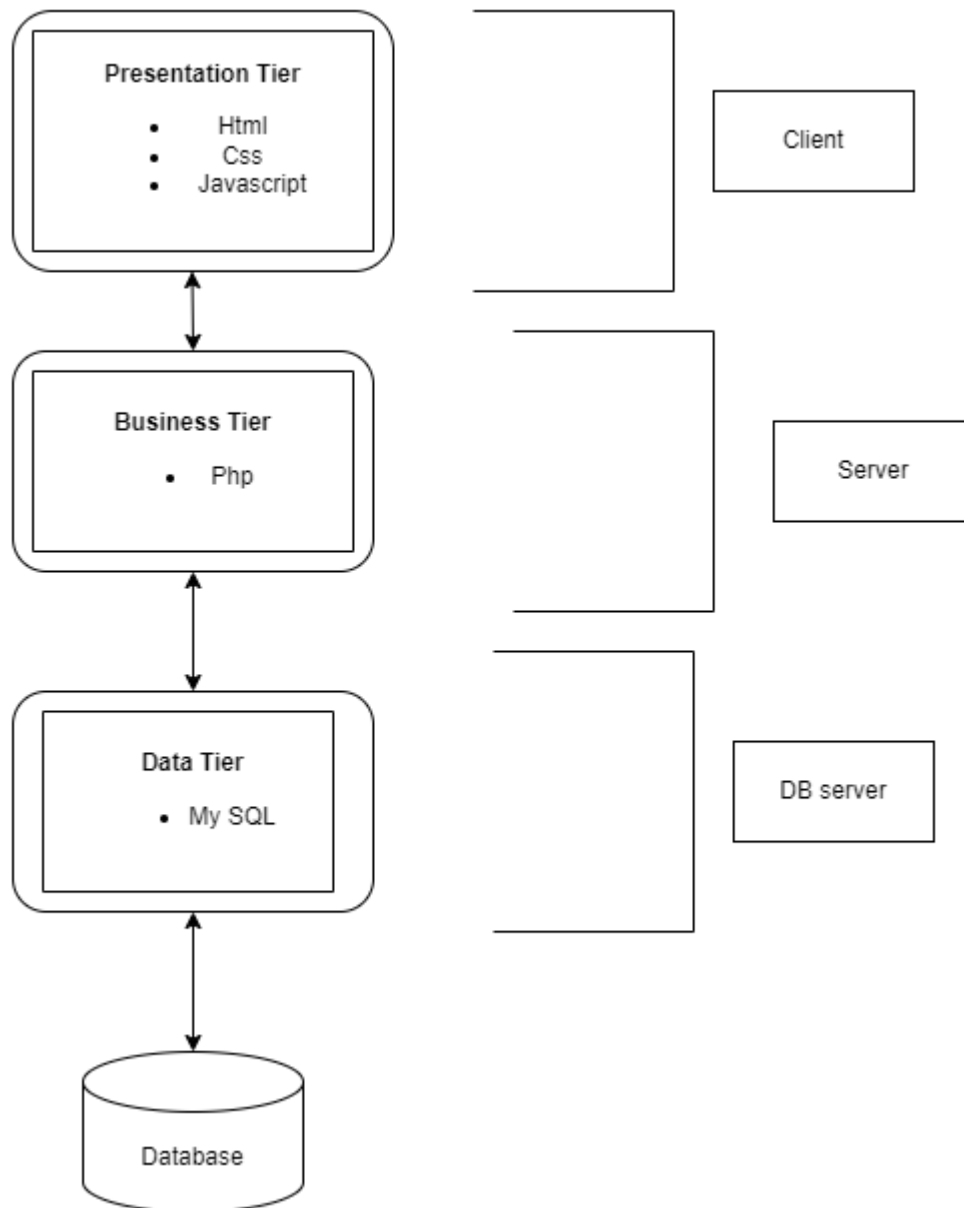 Presentation Tier
• Html
• Css
• Javascript
Client
Business Tier
• Php
Server
Data Tier
• My SQL
DB server
Database